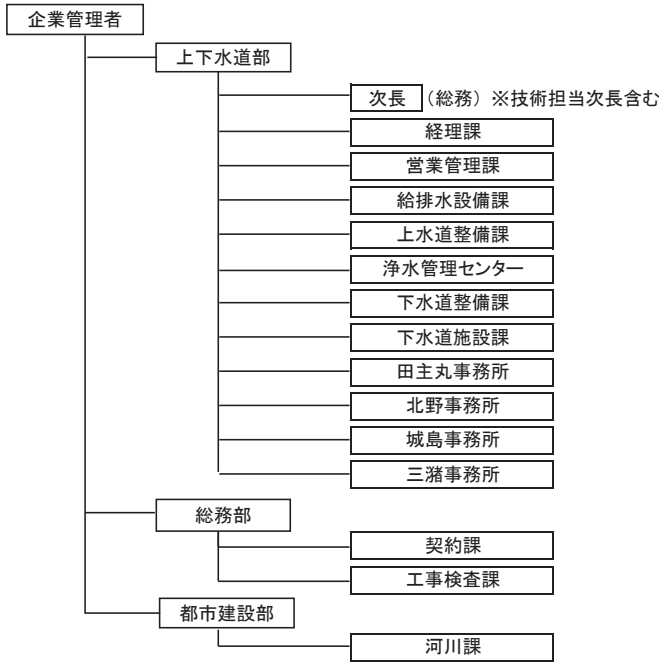 企業管理者
上下水道部
次長（総務）※技術担当次長含む
経理課
営業管理課
給排水設備課
上水道整備課
浄水管理センター
下水道整備課
下水道施設課
田主丸事務所
北野事務所
城島事務所
三潴事務所
総務部
契約課
工事検査課
都市建設部
河川課